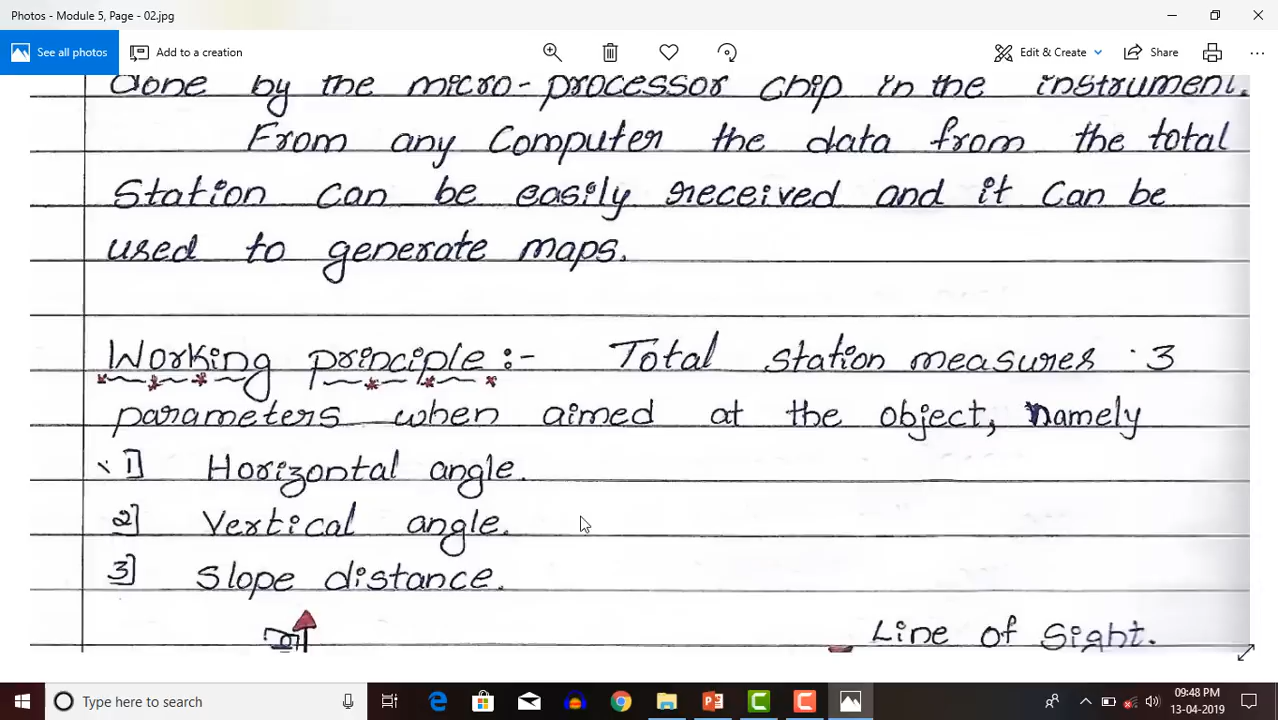 Photos - Module 5, Page - 02.jpg
See all photos
Add to a creation
Edit & Create
Share
done by the micro-processor chip in the instrument.
From any Computer the data from the total
Station can be easily received and it can be
used to generate maps.
Working principle :- Total station measures 3
parameters when aimed at the object, namely
1] Horizontal angle.
2] Vertical angle.
3] Slope distance.
Line of Sight.
Type here to search
09:48 PM
13-04-2019